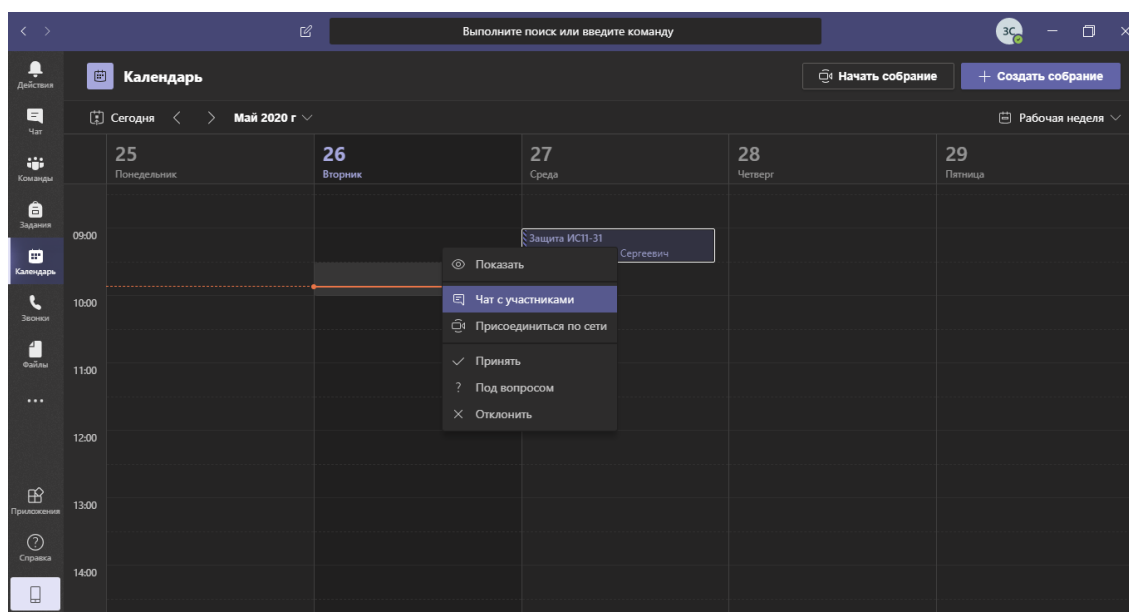 Выполните поиск или введите команду
ЗС
Действия
Чат
Команды
Задания
Календарь
Звонки
Файлы
Приложения
Справка
Календарь
Начать собрание
+ Создать собрание
Сегодня
Май 2020 г
Рабочая неделя
25
Понедельник
26
Вторник
27
Среда
28
Четверг
29
Пятница
09:00
10:00
11:00
12:00
13:00
14:00
Защита ИС11-31
Сергеевич
Показать
Чат с участниками
Присоединиться по сети
Принять
? Под вопросом
Отклонить